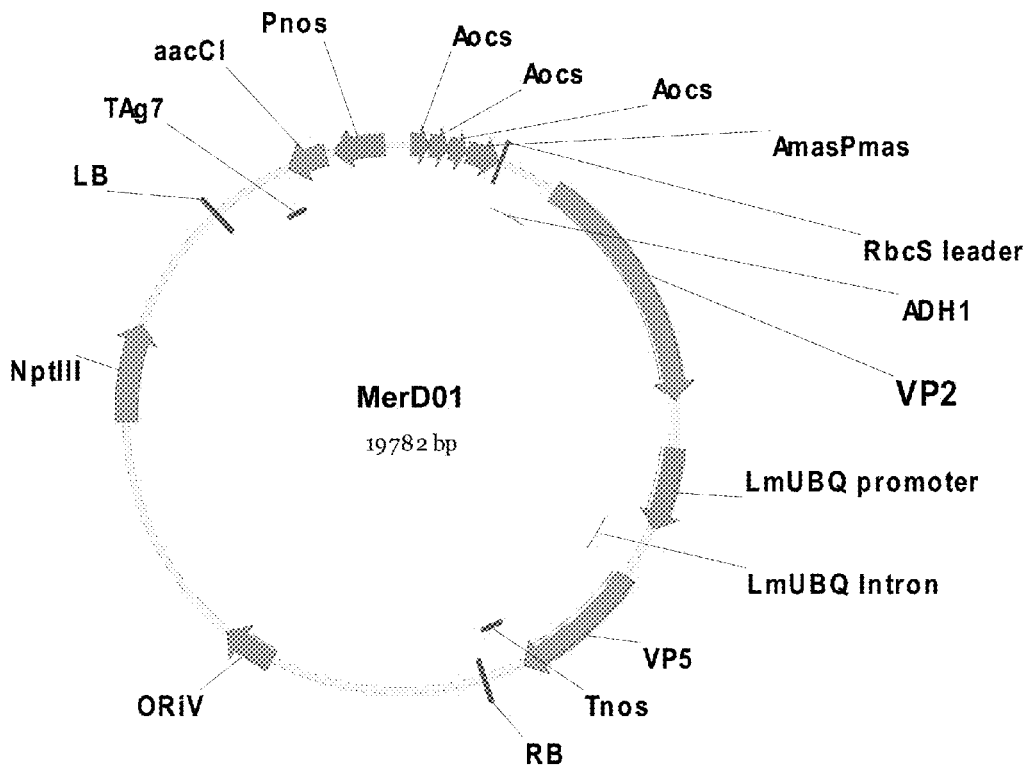 Pnos
Aocs
aacCI
Aocs
TAg7
Aocs
AmasPmas
LB
RbcS leader
ADH1
NptIII
VP2
MerD01
19782 bp
LmUBQ promoter
LmUBQ Intron
VP5
ORiV
Tnos
RB